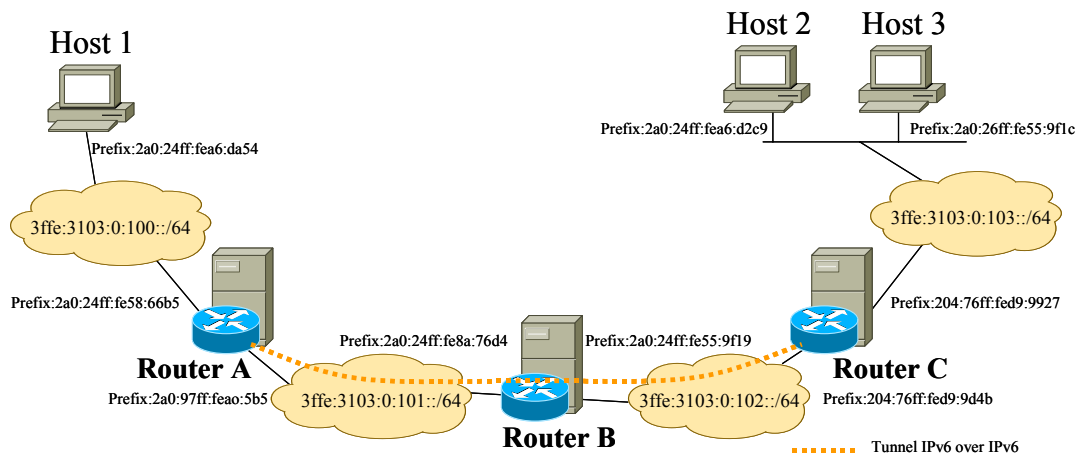 Host 1
Host 2
Host 3
Prefix:2a0:24ff:fea6:da54
Prefix:2a0:24ff:fea6:d2c9
Prefix:2a0:26ff:fe55:9f1c
3ffe:3103:0:100::/64
3ffe:3103:0:103::/64
Prefix:2a0:24ff:fe58:66b5
Prefix:204:76ff:fed9:9927
Prefix:2a0:24ff:fe8a:76d4
Prefix:2a0:24ff:fe55:9f19
Router A
Router C
Prefix:2a0:97ff:feao:5b5
3ffe:3103:0:101::/64
3ffe:3103:0:102::/64
Prefix:204:76ff:fed9:9d4b
Router B
Tunnel IPv6 over IPv6